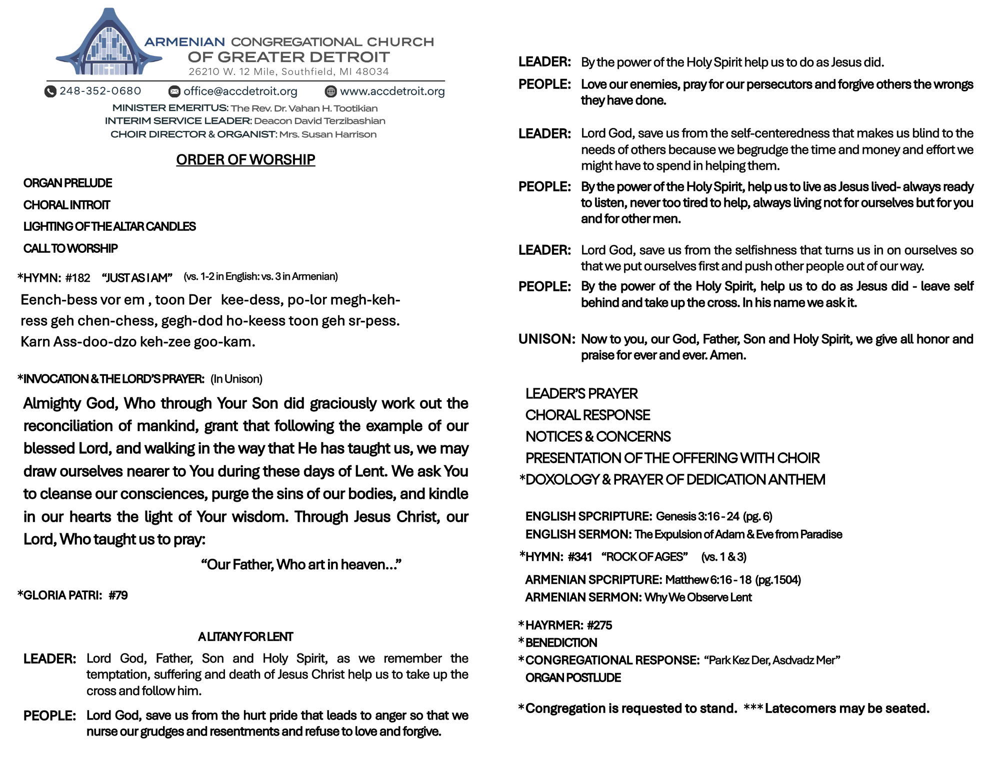 ARMENIAN CONGREGATIONAL CHURCH
OF GREATER DETROIT
26210 W. 12 Mile, Southfield, MI 48034
248-352-0680 office@accdetroit.org www.accdetroit.org
MINISTER EMERITUS: The Rev. Dr. Vahan H. Tootikian
INTERIM SERVICE LEADER: Deacon David Terzibashian
CHOIR DIRECTOR & ORGANIST: Mrs. Susan Harrison
ORDER OF WORSHIP
ORGAN PRELUDE
CHORAL INTROIT
LIGHTING OF THE ALTAR CANDLES
CALL TO WORSHIP
*HYMN: #182 “JUST AS I AM” (vs. 1-2 in English: vs. 3 in Armenian)
Eench-bess vor em , toon Der kee-dess, po-lor megh-keh-
ress geh chen-chess, gegh-dod ho-keess toon geh sr-pess.
Karn Ass-doo-dzo keh-zee goo-kam.
*INVOCATION & THE LORD’S PRAYER: (In Unison)
Almighty God, Who through Your Son did graciously work out the
reconciliation of mankind, grant that following the example of our
blessed Lord, and walking in the way that He has taught us, we may
draw ourselves nearer to You during these days of Lent. We ask You
to cleanse our consciences, purge the sins of our bodies, and kindle
in our hearts the light of Your wisdom. Through Jesus Christ, our
Lord, Who taught us to pray:
“Our Father, Who art in heaven…”
*GLORIA PATRI: #79
A LITANY FOR LENT
LEADER: Lord God, Father, Son and Holy Spirit, as we remember the
temptation, suffering and death of Jesus Christ help us to take up the
cross and follow him.
PEOPLE: Lord God, save us from the hurt pride that leads to anger so that we
nurse our grudges and resentments and refuse to love and forgive.
LEADER: By the power of the Holy Spirit help us to do as Jesus did.
PEOPLE: Love our enemies, pray for our persecutors and forgive others the wrongs
they have done.
LEADER: Lord God, save us from the self-centeredness that makes us blind to the
needs of others because we begrudge the time and money and effort we
might have to spend in helping them.
PEOPLE: By the power of the Holy Spirit, help us to live as Jesus lived- always ready
to listen, never too tired to help, always living not for ourselves but for you
and for other men.
LEADER: Lord God, save us from the selfishness that turns us in on ourselves so
that we put ourselves first and push other people out of our way.
PEOPLE: By the power of the Holy Spirit, help us to do as Jesus did - leave self
behind and take up the cross. In his name we ask it.
UNISON: Now to you, our God, Father, Son and Holy Spirit, we give all honor and
praise for ever and ever. Amen.
LEADER’S PRAYER
CHORAL RESPONSE
NOTICES & CONCERNS
PRESENTATION OF THE OFFERING WITH CHOIR
*DOXOLOGY & PRAYER OF DEDICATION ANTHEM
ENGLISH SPCRIPTURE: Genesis 3:16 - 24 (pg. 6)
ENGLISH SERMON: The Expulsion of Adam & Eve from Paradise
*HYMN: #341 “ROCK OF AGES” (vs. 1 & 3)
ARMENIAN SPCRIPTURE: Matthew 6:16 - 18 (pg.1504)
ARMENIAN SERMON: Why We Observe Lent
*HAYRMER: #275
*BENEDICTION
*CONGREGATIONAL RESPONSE: “Park Kez Der, Asdvadz Mer”
ORGAN POSTLUDE
*Congregation is requested to stand. ***Latecomers may be seated.